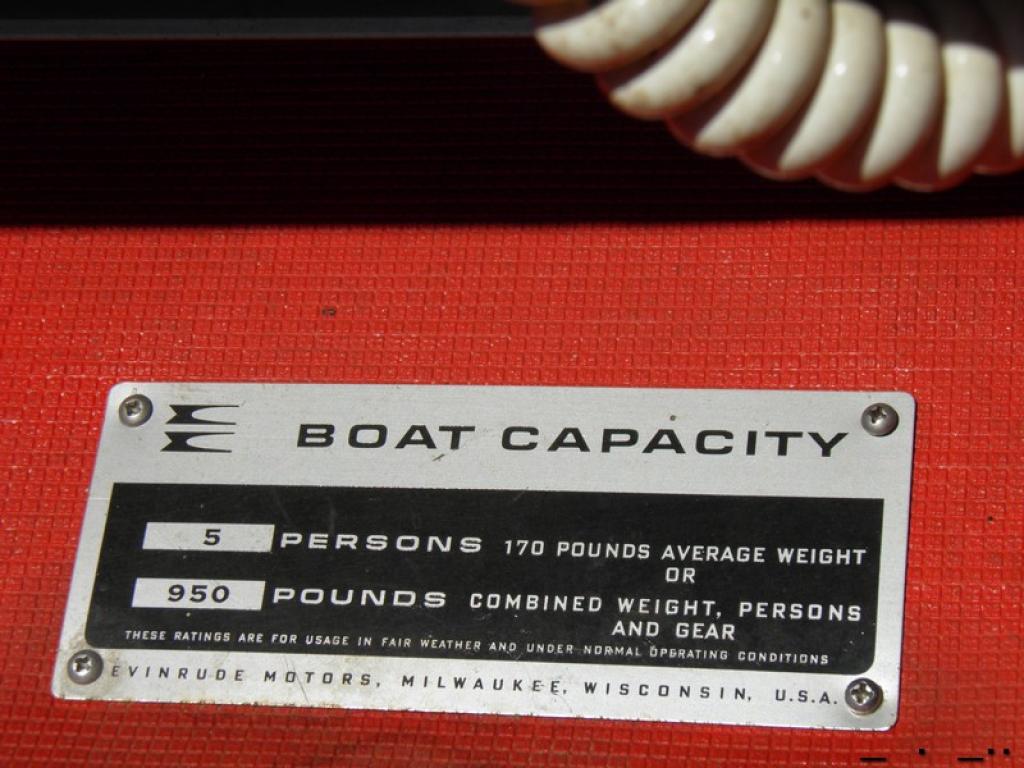 BOAT CAPACITY
5 PERSONS 170 POUNDS AVERAGE WEIGHT
OR
950 POUNDS COMBINED WEIGHT, PERSONS
AND GEAR
THESE RATINGS ARE FOR USAGE IN FAIR WEATHER AND UNDER NORMAL OPERATING CONDITIONS
EVINRUDE MOTORS, MILWAUKEE, WISCONSIN, U.S.A.